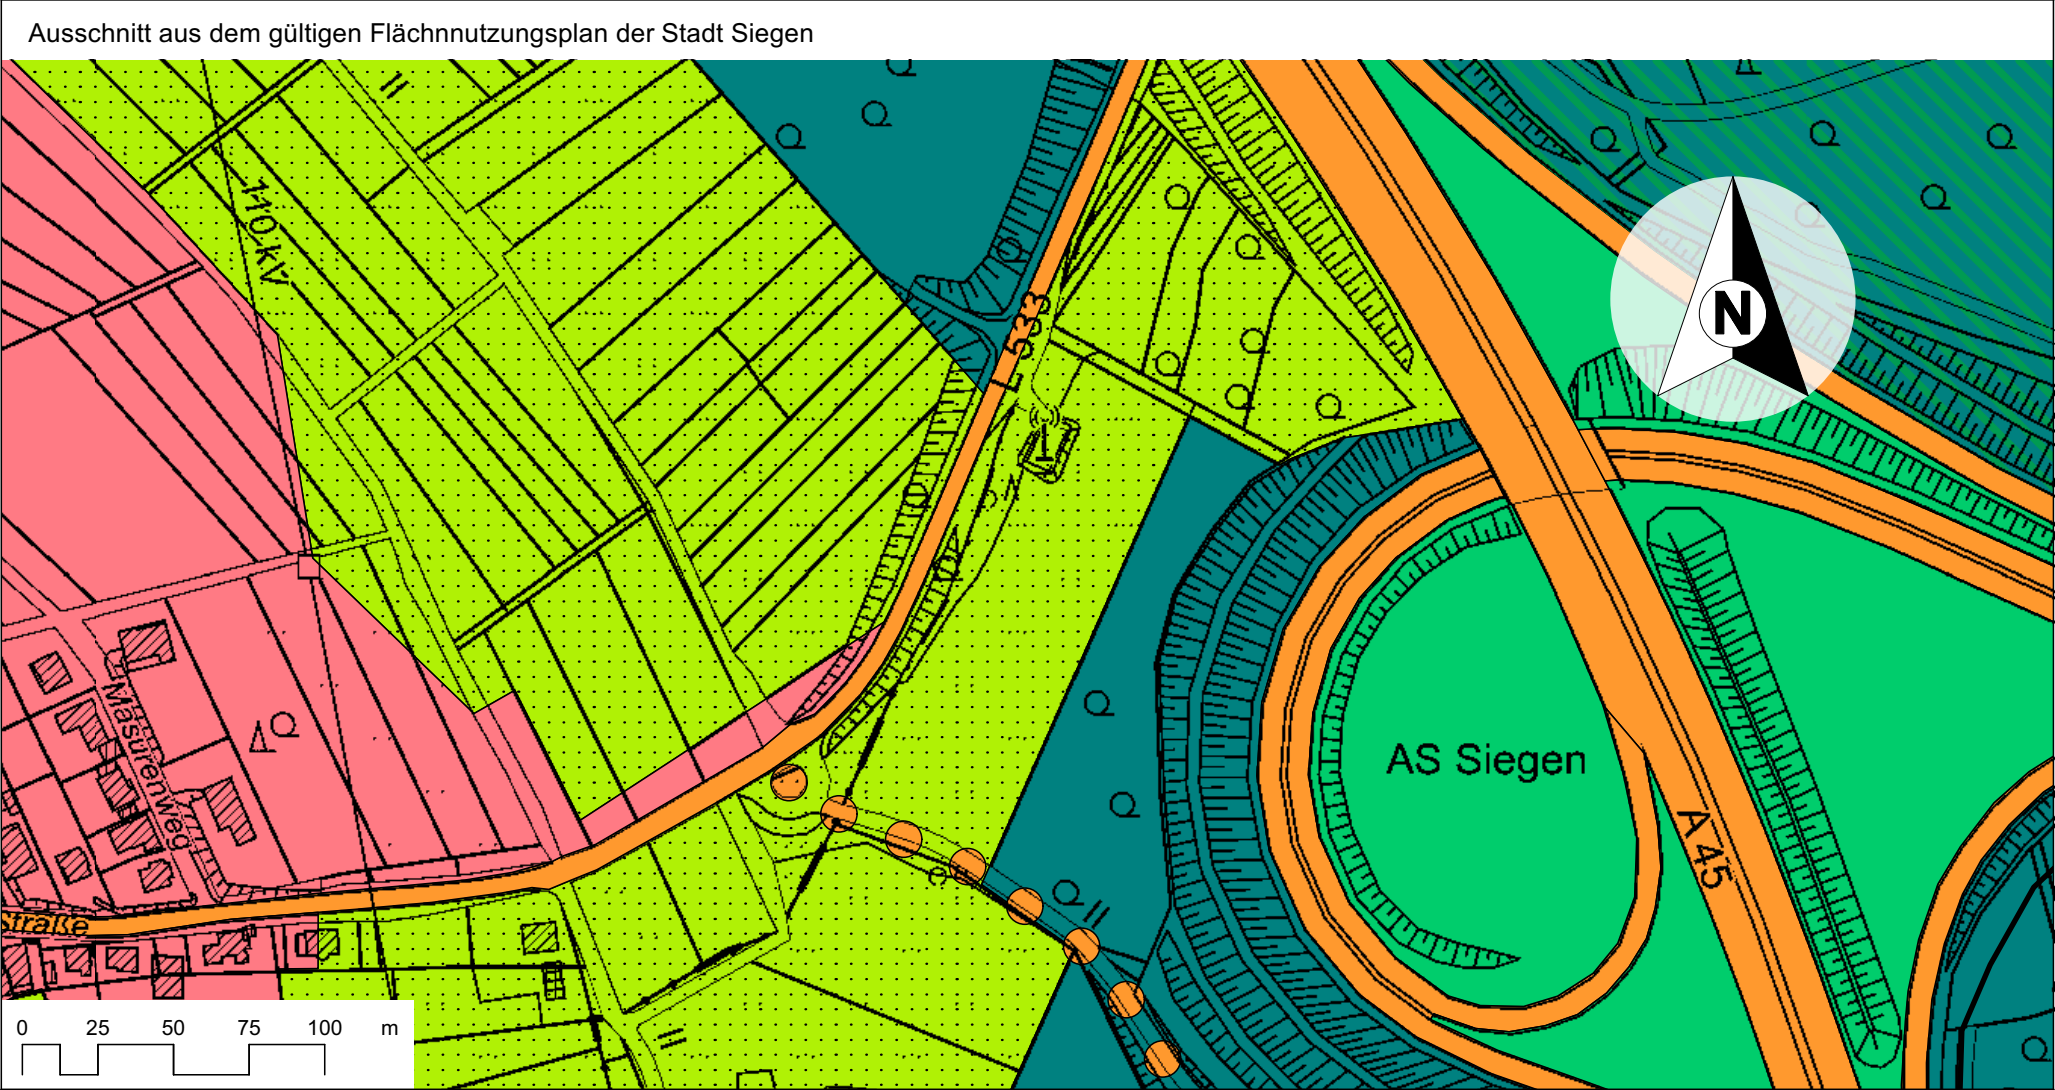 Ausschnitt aus dem gültigen Flächnnutzungsplan der Stadt Siegen
110 kV
L 533
N
Masurenweg
AS Siegen
A 45
straße
0 25 50 75 100 m